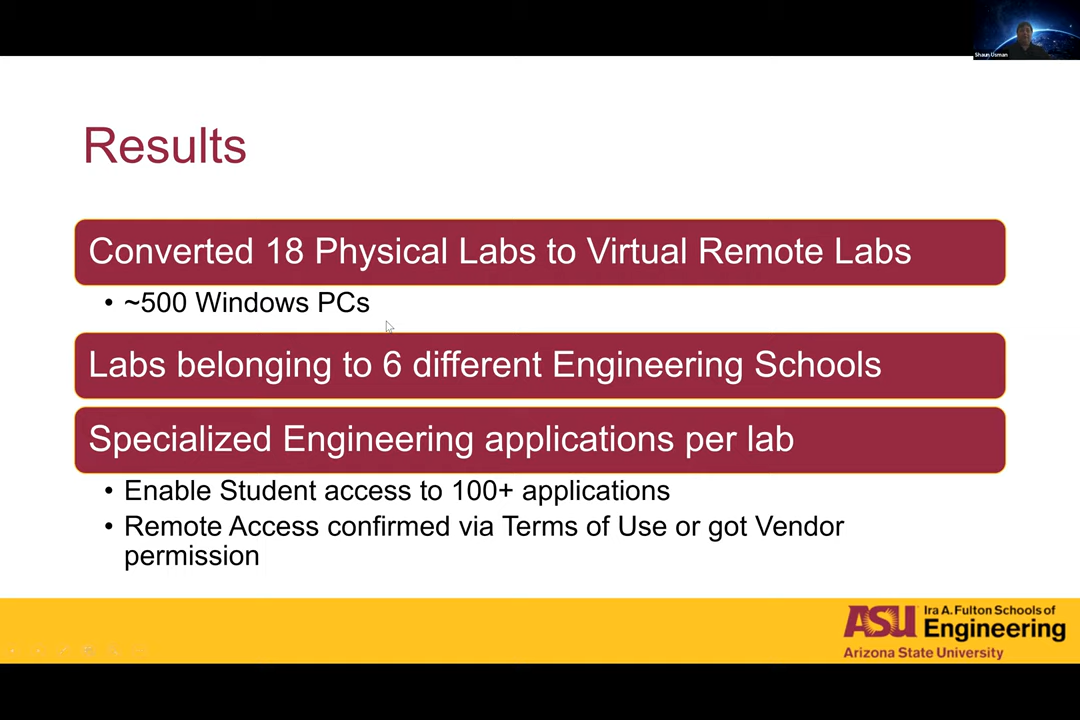 Shaun Usman
Results
Converted 18 Physical Labs to Virtual Remote Labs
• ~500 Windows PCs
Labs belonging to 6 different Engineering Schools
Specialized Engineering applications per lab
• Enable Student access to 100+ applications
• Remote Access confirmed via Terms of Use or got Vendor
permission
ASU Ira A. Fulton Schools of
Engineering
Arizona State University